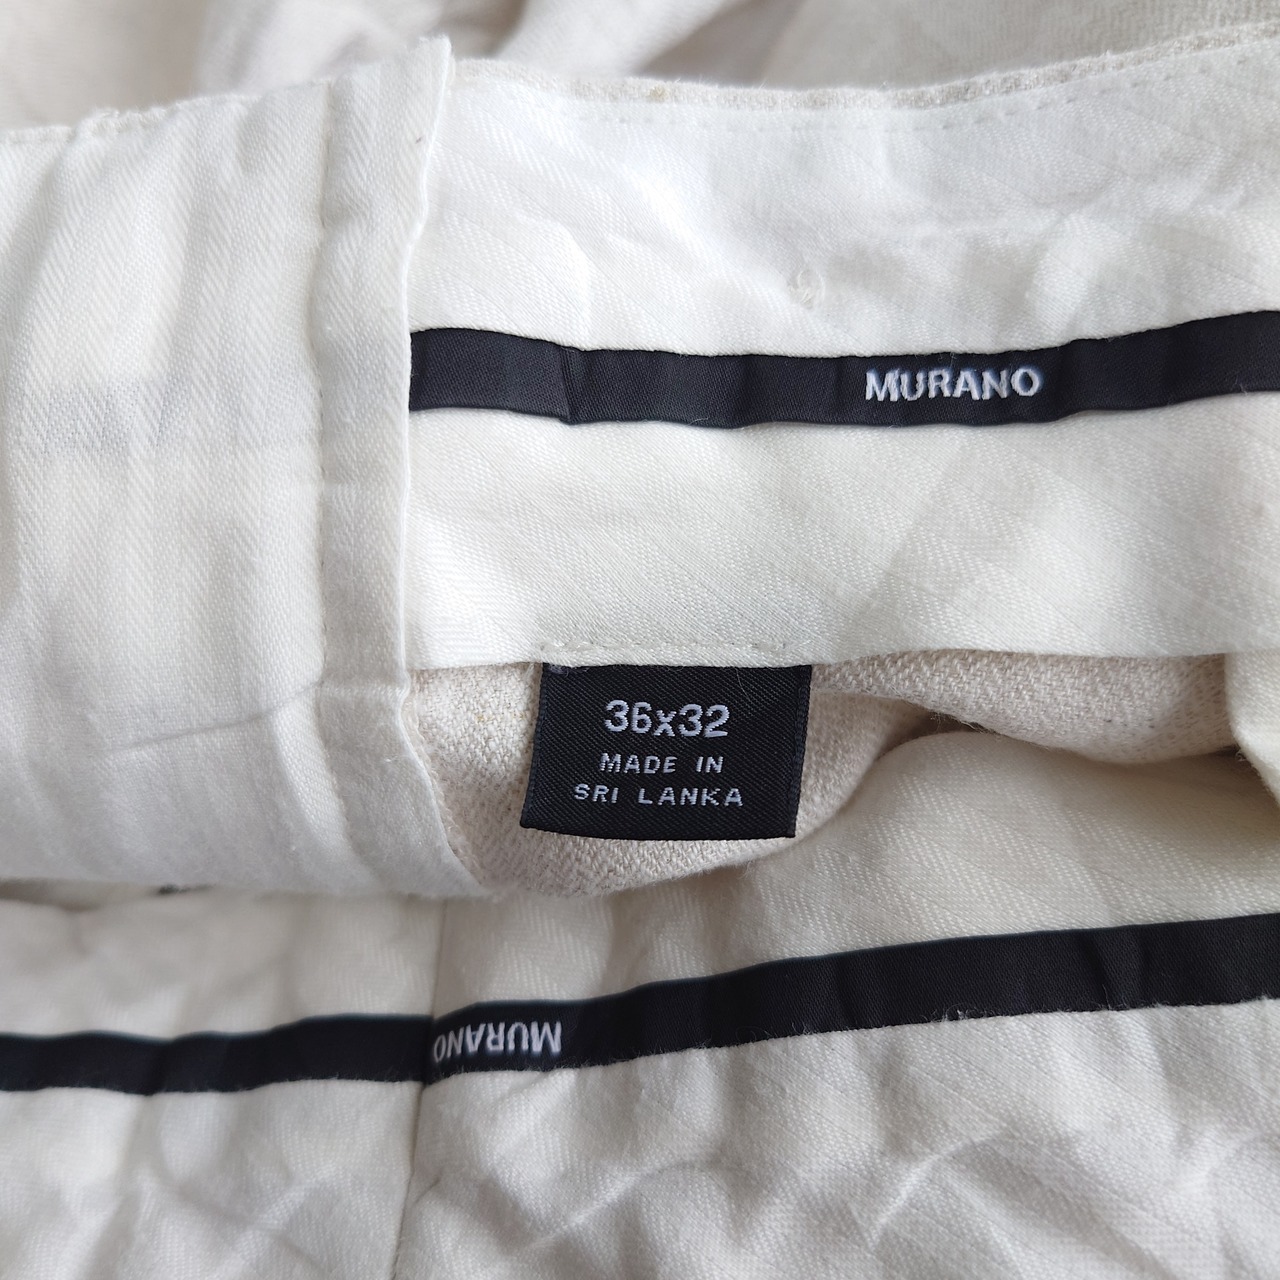 MURANO
36x32
MADE IN
SRI LANKA
MURANO